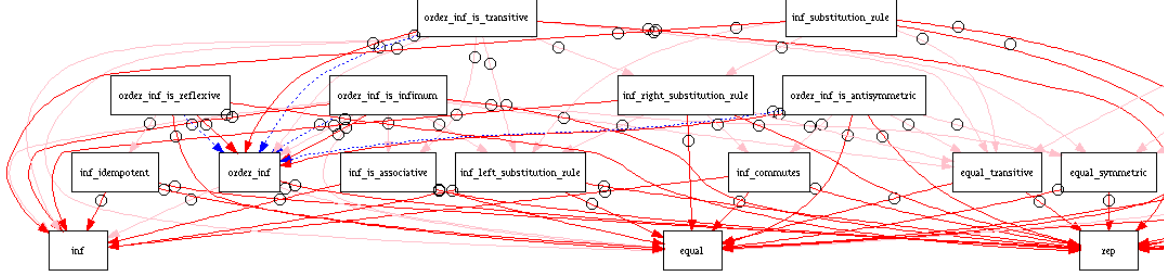 order_inf_is_transitive
inf_substitution_rule
order_inf_is_reflexive
order_inf_is_infimum
inf_right_substitution_rule
order_inf_is_antisymmetric
inf_idempotent
order_inf
inf_is_associative
inf_left_substitution_rule
inf_commutes
equal_transitive
equal_symmetric
inf
equal
rep